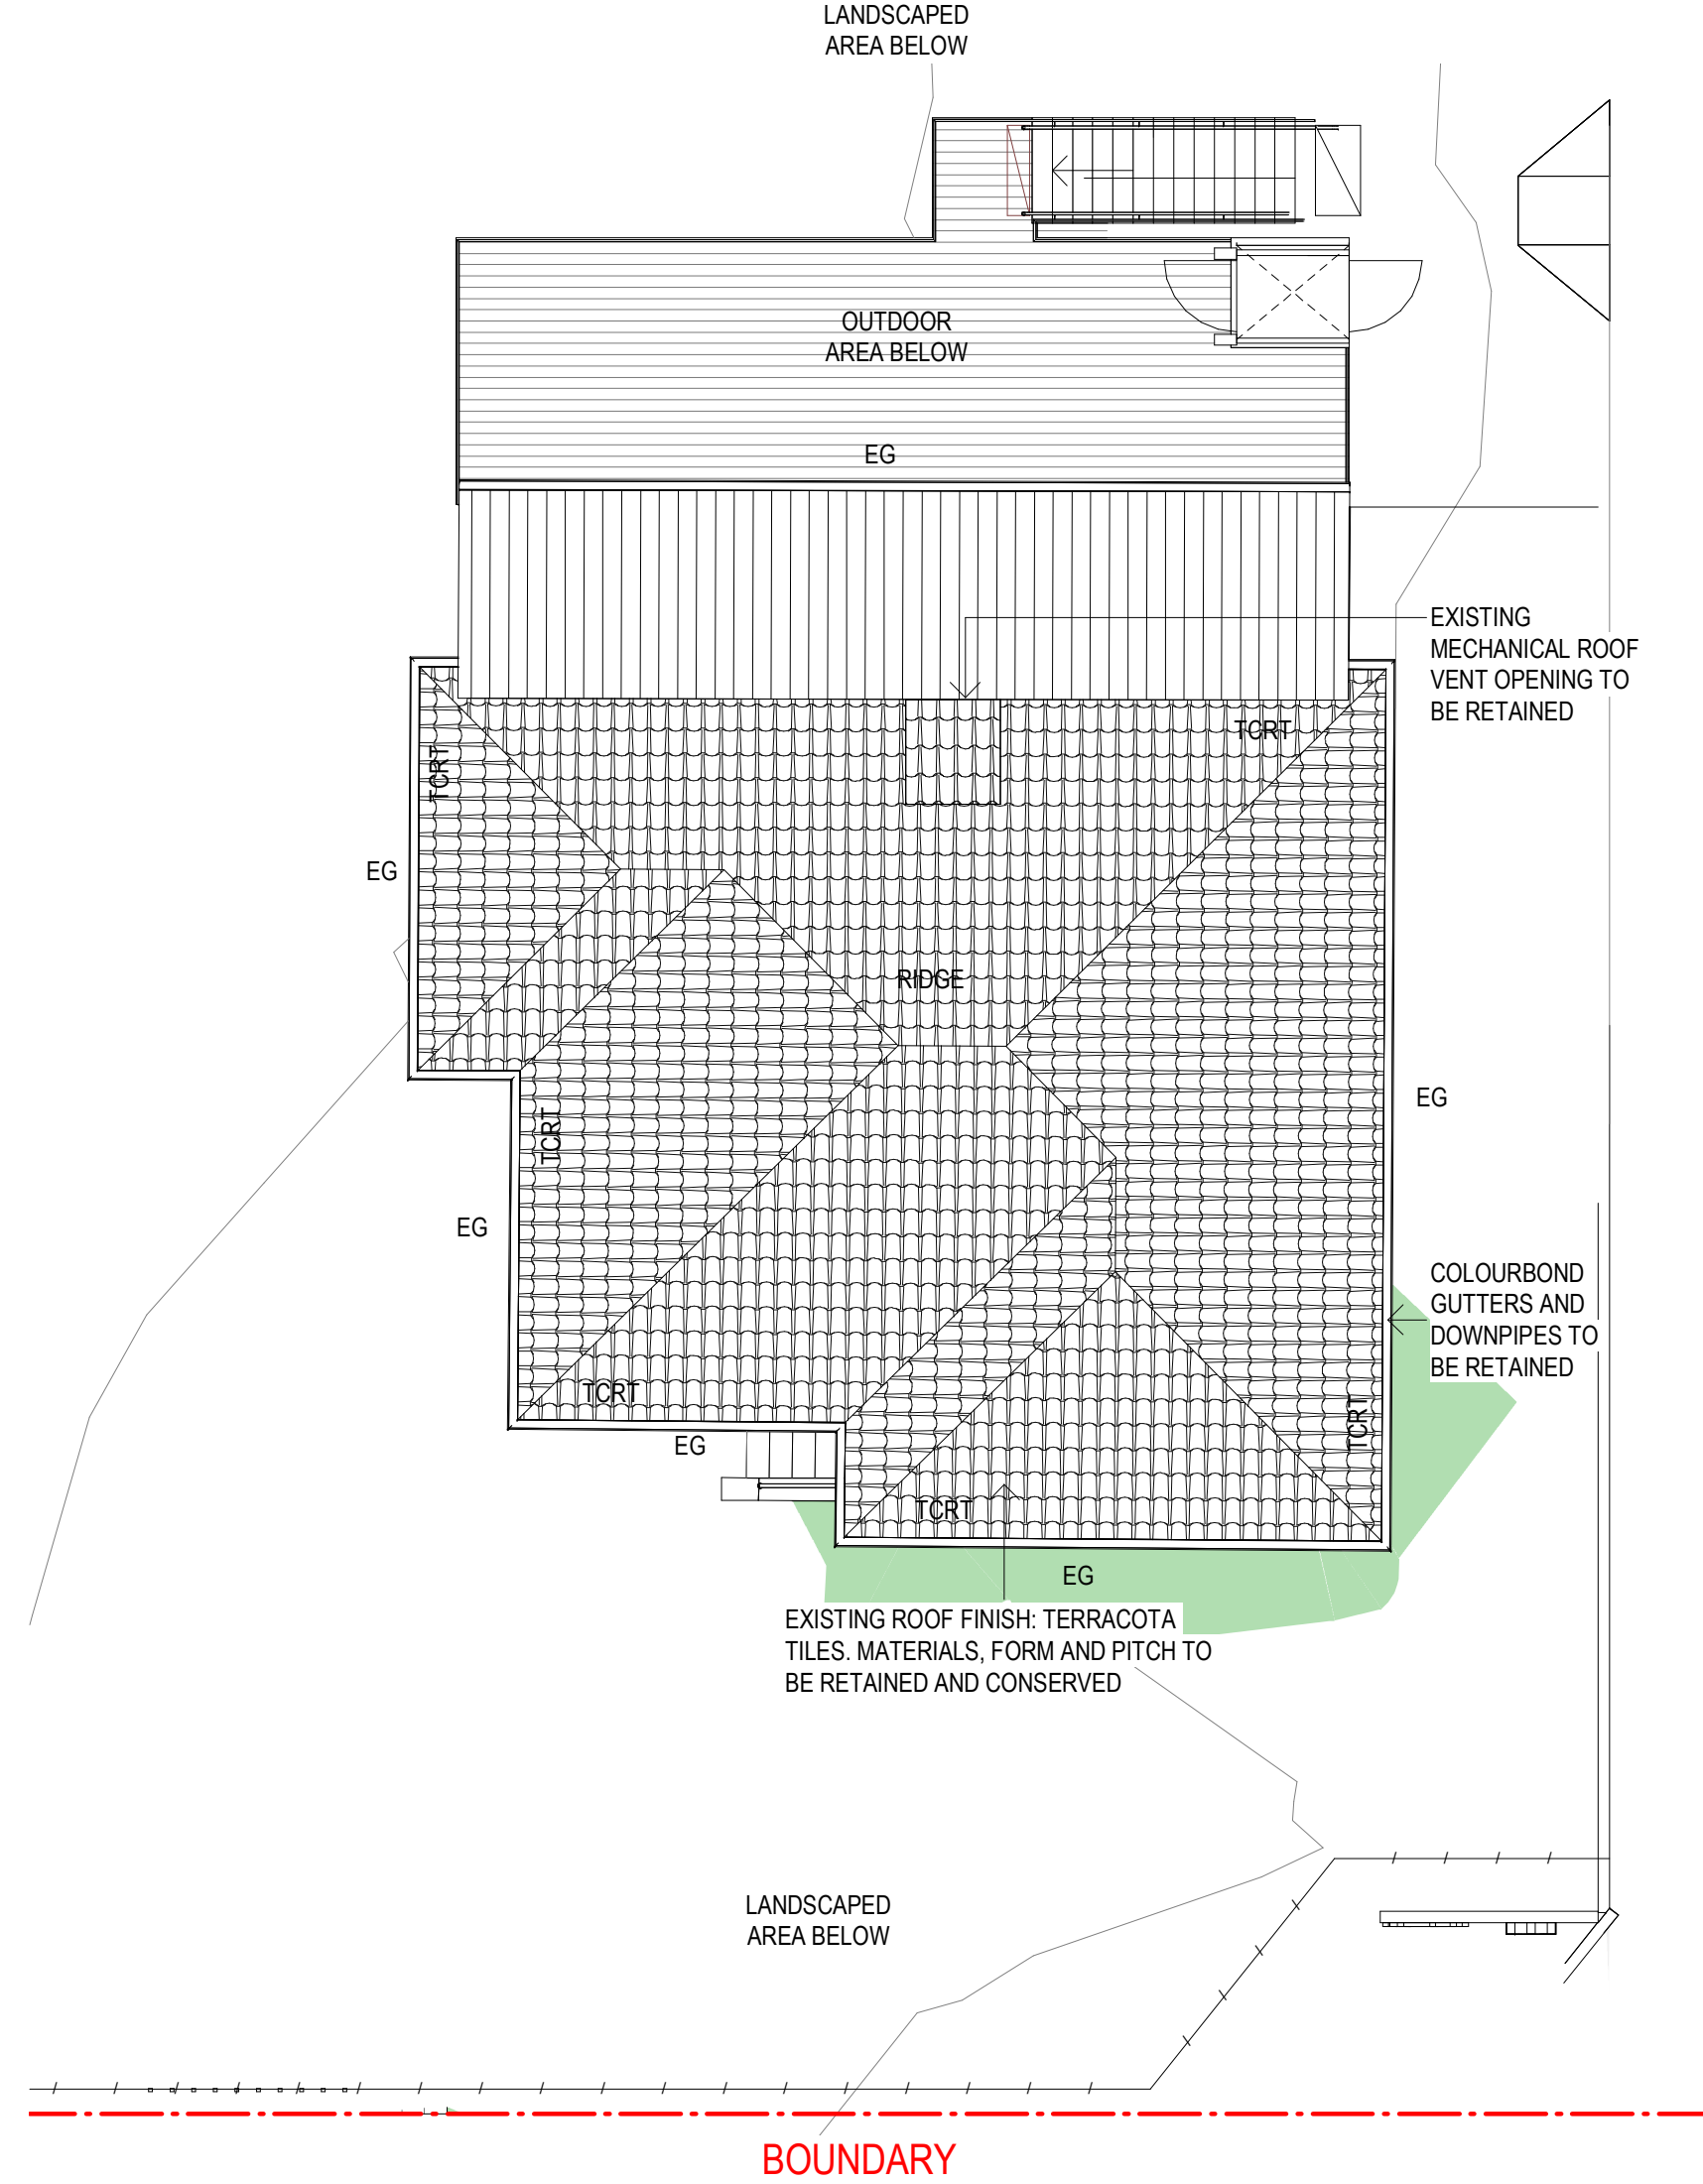 LANDSCAPED
AREA BELOW
OUTDOOR
AREA BELOW
EG
EXISTING
MECHANICAL ROOF
VENT OPENING TO
BE RETAINED
TCRT
TCRT
EG
RIDGE
EG
TCRT
EG
COLOURBOND
GUTTERS AND
DOWNPIPES TO
BE RETAINED
TCRT
TCRT
EG
TCRT
EG
EXISTING ROOF FINISH: TERRACOTA
TILES. MATERIALS, FORM AND PITCH TO
BE RETAINED AND CONSERVED
LANDSCAPED
AREA BELOW
BOUNDARY